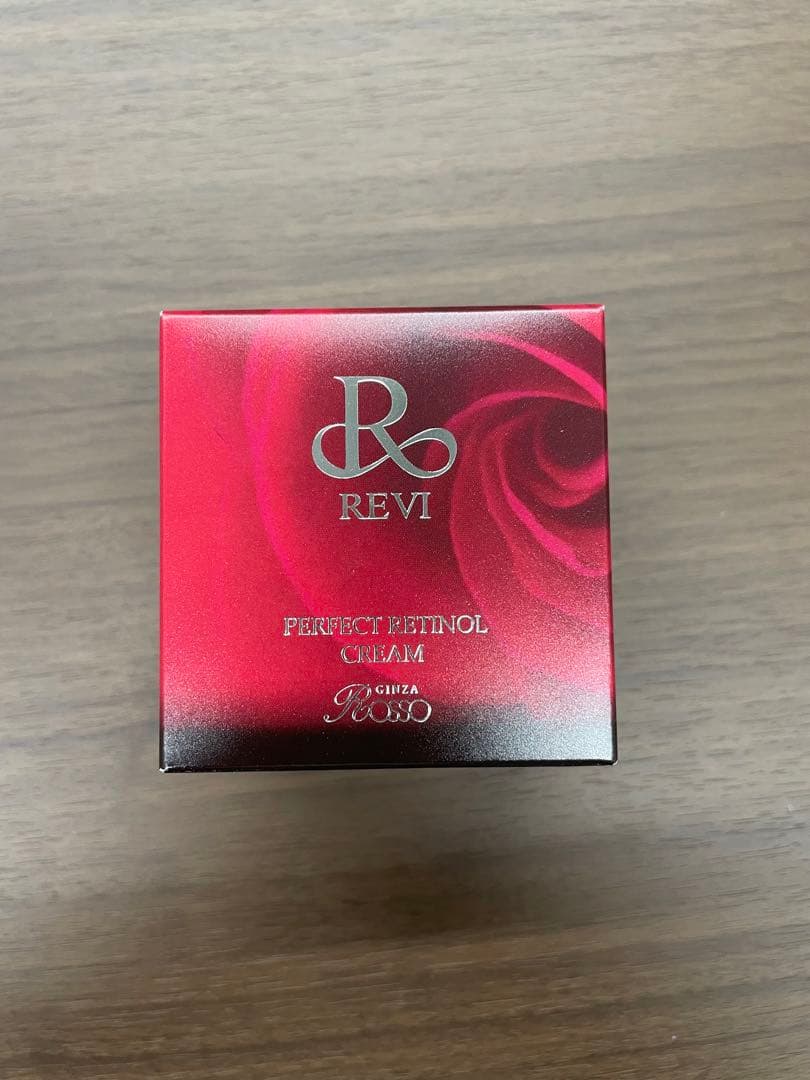 R
REVI
PERFECT RETINOL
CREAM
GINZA
Rosso